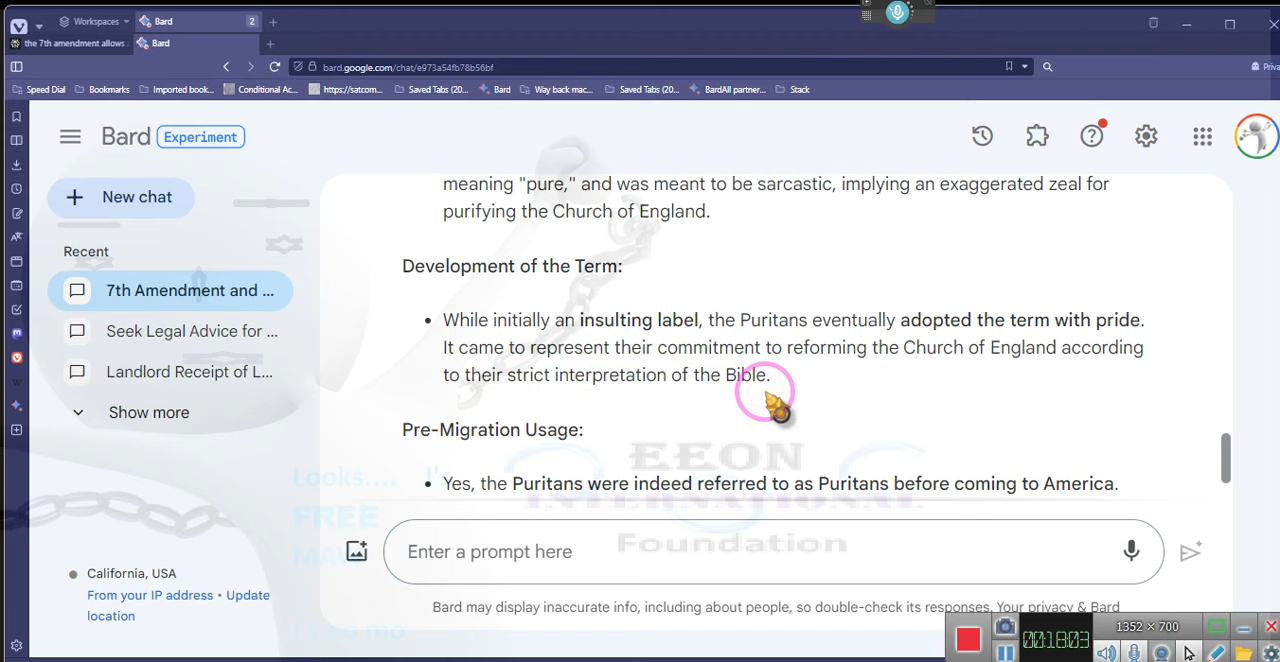 Workspaces
Bard
2
the 7th amendment allows
Bard
bard.google.com/chat/e973a54fb78b56bf
Priva
Speed Dial
Bookmarks
Imported book...
Conditional Ac...
https://satcom...
Saved Tabs (20...
Bard
Way back mac...
Saved Tabs (20...
BardAll partner...
Stack
Bard
Experiment
New chat
Recent
7th Amendment and ...
Seek Legal Advice for ...
Landlord Receipt of L...
Show more
meaning "pure," and was meant to be sarcastic, implying an exaggerated zeal for
purifying the Church of England.
Development of the Term:
• While initially an insulting label, the Puritans eventually adopted the term with pride.
It came to represent their commitment to reforming the Church of England according
to their strict interpretation of the Bible.
Pre-Migration Usage:
• Yes, the Puritans were indeed referred to as Puritans before coming to America.
Looks.... I's
FREE
EEON
INTERNATIONAL
Foundation
Enter a prompt here
California, USA
From your IP address • Update
location
Bard may display inaccurate info, including about people, so double-check its responses. Your privacy & Bard
1352 × 700
00:18:03